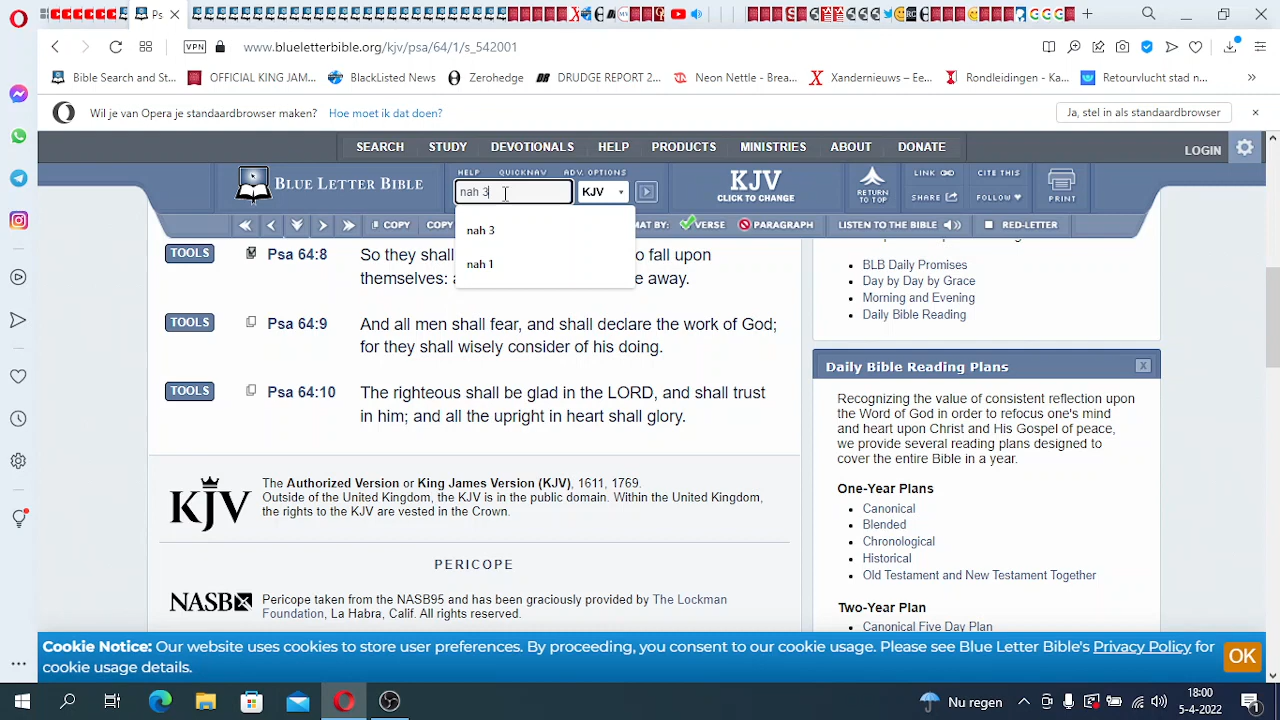 Ps
VPN
www.blueletterbible.org/kjv/psa/64/1/s_542001
Bible Search and St...
OFFICIAL KING JAM...
BlackListed News
Zerohedge
DRUDGE REPORT 2...
Neon Nettle - Brea...
Xandernieuws – Ee...
Rondleidingen - Ka...
Retourvlucht stad n...
Wil je van Opera je standaardbrowser maken?
Hoe moet ik dat doen?
Ja, stel in als standaardbrowser
SEARCH STUDY DEVOTIONALS HELP PRODUCTS MINISTRIES ABOUT DONATE
LOGIN
BLUE LETTER BIBLE
HELP QUICKNAV ADV. OPTIONS
nah 3
KJV
KJV
CLICK TO CHANGE
RETURN
TO TOP
LINK
SHARE
CITE THIS
FOLLOW
PRINT
nah 3
nah 1
COPY
COPY
MAT BY:
VERSE
PARAGRAPH
LISTEN TO THE BIBLE
RED-LETTER
TOOLS Psa 64:8 So they shall to fall upon
themselves: a e away.
TOOLS Psa 64:9 And all men shall fear, and shall declare the work of God;
for they shall wisely consider of his doing.
TOOLS Psa 64:10 The righteous shall be glad in the LORD, and shall trust
in him; and all the upright in heart shall glory.
KJV
The Authorized Version or King James Version (KJV), 1611, 1769.
Outside of the United Kingdom, the KJV is in the public domain. Within the United Kingdom,
the rights to the KJV are vested in the Crown.
PERICOPE
NASB
Pericope taken from the NASB95 and has been graciously provided by The Lockman
Foundation, La Habra, Calif. All rights reserved.
BLB Daily Promises
Day by Day by Grace
Morning and Evening
Daily Bible Reading
Daily Bible Reading Plans
X
Recognizing the value of consistent reflection upon
the Word of God in order to refocus one's mind
and heart upon Christ and His Gospel of peace,
we provide several reading plans designed to
cover the entire Bible in a year.
One-Year Plans
Canonical
Blended
Chronological
Historical
Old Testament and New Testament Together
Two-Year Plan
Canonical Five Day Plan
Cookie Notice: Our website uses cookies to store user preferences. By proceeding, you consent to our cookie usage. Please see Blue Letter Bible's Privacy Policy for
cookie usage details.
OK
Nu regen
18:00
5-4-2022